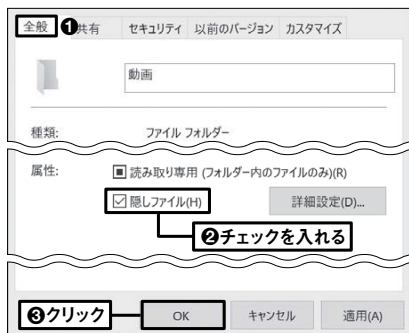 全般 ❶共有 セキュリティ 以前のバージョン カスタマイズ
動画
種類: ファイル フォルダー
属性: 読み取り専用 (フォルダー内のファイルのみ)(R)
隠しファイル(H) 詳細設定(D)...
❷チェックを入れる
❸クリック OK キャンセル 適用(A)